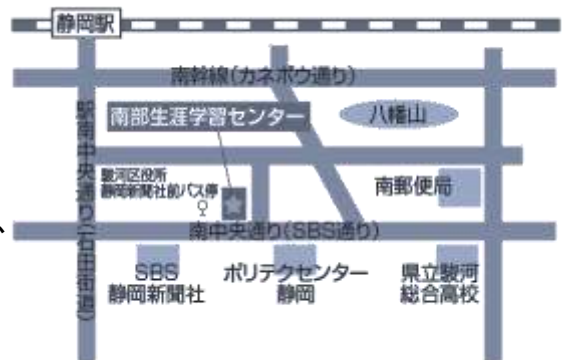 静岡駅
南幹線(カネボウ通り)
駅南中央通り(石田街道)
南部生涯学習センター
八幡山
駿河区役所
静岡新聞社前バス停
南郵便局
南中央通り(SBS通り)
SBS
静岡新聞社
ポリテクセンター
静岡
県立駿河
総合高校